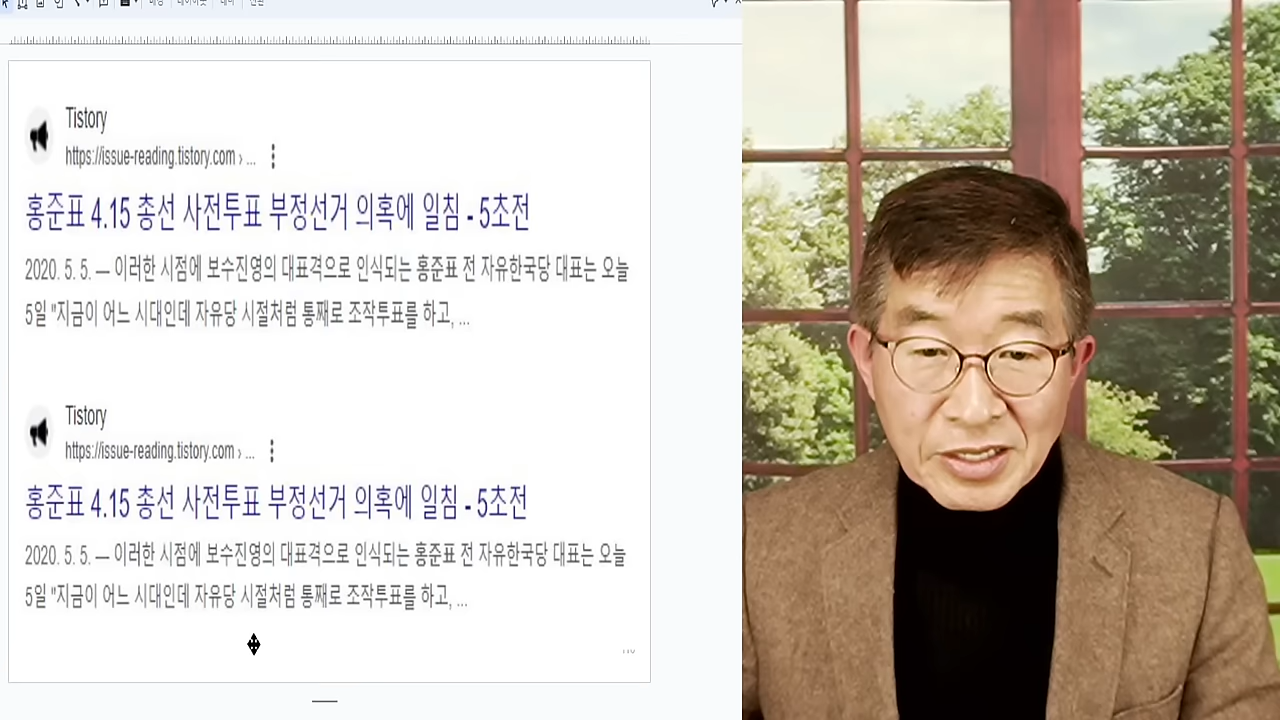 Tistory
https://issue-reading.tistory.com › ...
홍준표 4.15 총선 사전투표 부정선거 의혹에 일침 - 5초전
2020. 5. 5. — 이러한 시점에 보수진영의 대표격으로 인식되는 홍준표 전 자유한국당 대표는 오늘
5일 "지금이 어느 시대인데 자유당 시절처럼 통째로 조작투표를 하고, ...
Tistory
https://issue-reading.tistory.com › ...
홍준표 4.15 총선 사전투표 부정선거 의혹에 일침 - 5초전
2020. 5. 5. — 이러한 시점에 보수진영의 대표격으로 인식되는 홍준표 전 자유한국당 대표는 오늘
5일 "지금이 어느 시대인데 자유당 시절처럼 통째로 조작투표를 하고, ...